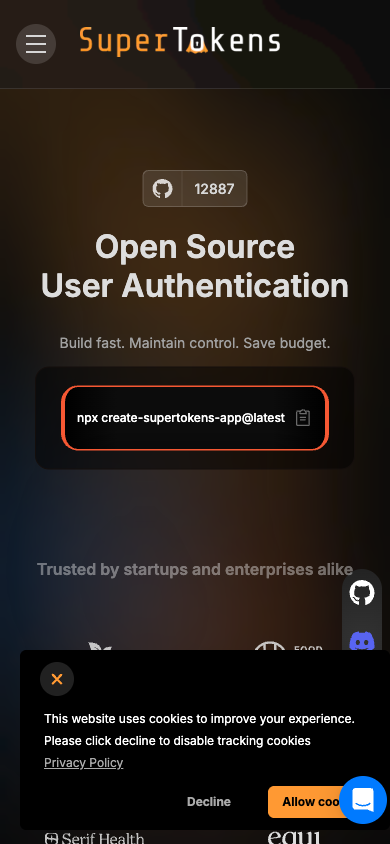 SuperTokens
12887
Open Source
User Authentication
Build fast. Maintain control. Save budget.
npx create-supertokens-app@latest
Trusted by startups and enterprises alike
FOOD
This website uses cookies to improve your experience.
Please click decline to disable tracking cookies
Privacy Policy
Decline
Allow coo
Serif Health
equi